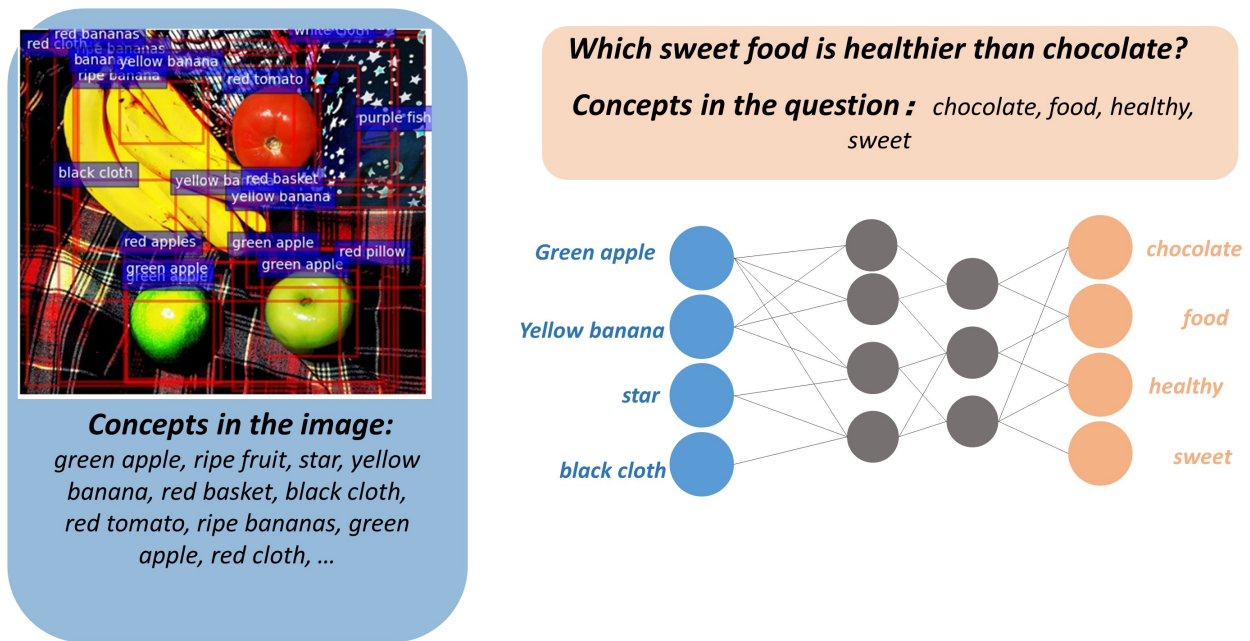 red bananas
white cloth
red cloth
ripe bananas
bananas
yellow banana
ripe banana
red tomato
purple fish
black cloth
yellow banana
red basket
yellow banana
red apples
green apple
red pillow
green apple
green apple
green apple
Concepts in the image:
green apple, ripe fruit, star, yellow
banana, red basket, black cloth,
red tomato, ripe bananas, green
apple, red cloth, ...
Which sweet food is healthier than chocolate?
Concepts in the question： chocolate, food, healthy,
sweet
Green apple
Yellow banana
star
black cloth
chocolate
food
healthy
sweet